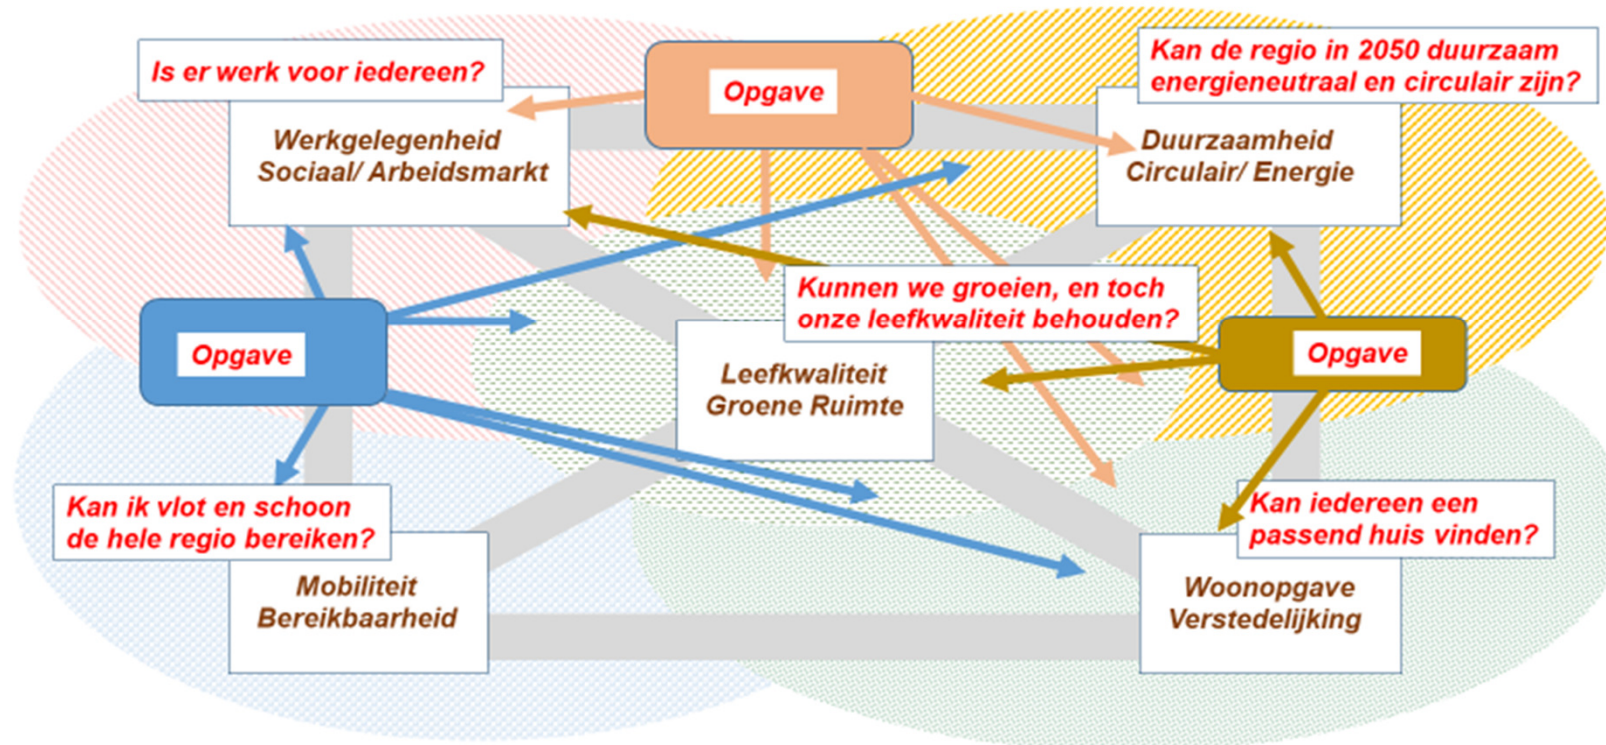 Is er werk voor iedereen?
Opgave
Kan de regio in 2050 duurzaam
energieneutraal en circulair zijn?
Werkgelegenheid
Sociaal/ Arbeidsmarkt
Duurzaamheid
Circulair/ Energie
Kunnen we groeien, en toch
onze leefkwaliteit behouden?
Opgave
Opgave
Leefkwaliteit
Groene Ruimte
Kan ik vlot en schoon
de hele regio bereiken?
Kan iedereen een
passend huis vinden?
Mobiliteit
Bereikbaarheid
Woonopgave
Verstedelijking